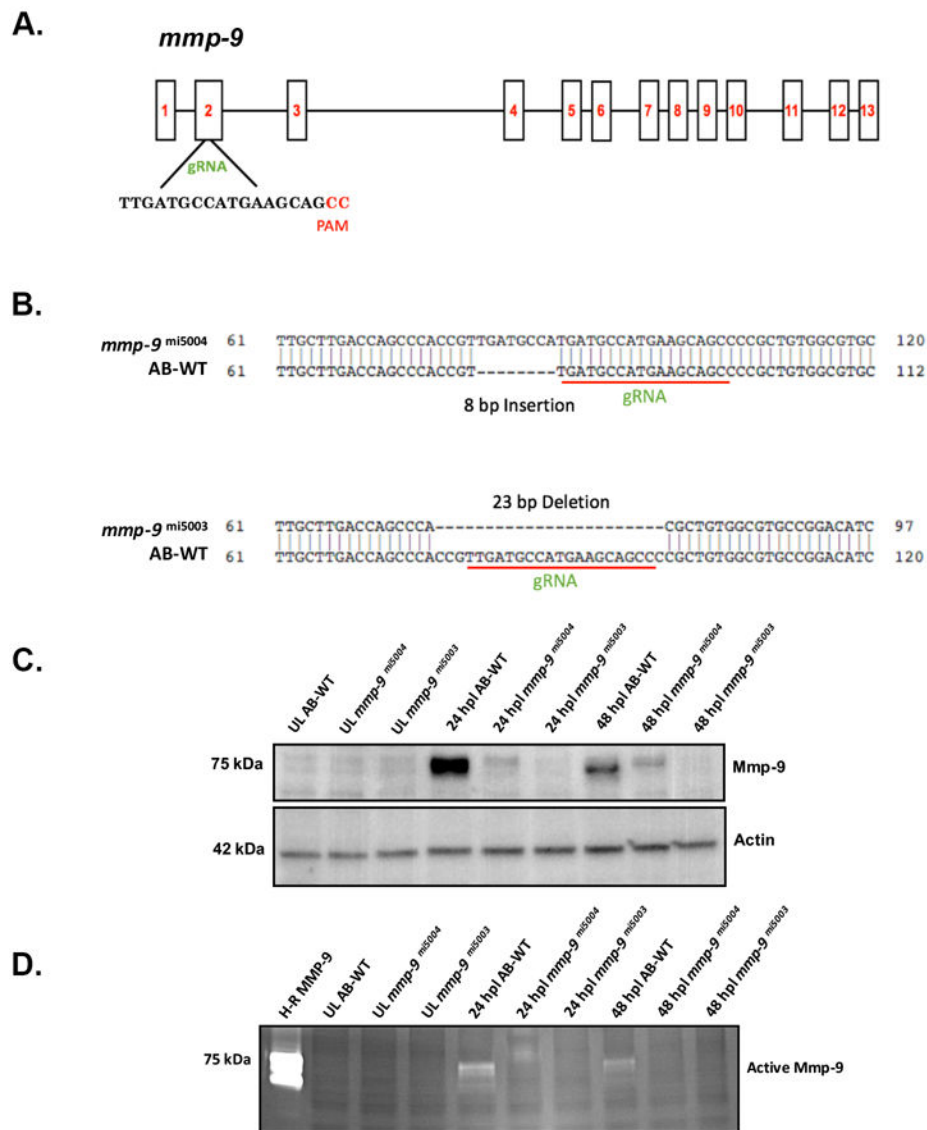 A.
mmp-9
1 2 3 4 5 6 7 8 9 10 11 12 13
gRNA
TTGATGCCATGAAGCAGCC
PAM
B.
mmp-9 mi5004 61 TTGCTTGACCAGCCCACCGTTGATGCCATGATGCCATGAAGCAGCCCCGCTGTGGCGTGC 120
AB-WT 61 TTGCTTGACCAGCCCACCGT--------TGATGCCATGAAGCAGCCCCGCTGTGGCGTGC 112
8 bp Insertion
gRNA
23 bp Deletion
mmp-9 mi5003 61 TTGCTTGACCAGCCCA-----------------------CGCTGTGGCGTGCCGGACATC 97
AB-WT 61 TTGCTTGACCAGCCCACCGTTGATGCCATGAAGCAGCCCCGCTGTGGCGTGCCGGACATC 120
gRNA
C.
UL AB-WT
UL mmp-9 mi5004
UL mmp-9 mi5003
24 hpl AB-WT
24 hpl mmp-9 mi5004
24 hpl mmp-9 mi5003
48 hpl AB-WT
48 hpl mmp-9 mi5004
48 hpl mmp-9 mi5003
75 kDa
Mmp-9
42 kDa
Actin
D.
H-R MMP-9
UL AB-WT
UL mmp-9 mi5004
UL mmp-9 mi5003
24 hpl AB-WT
24 hpl mmp-9 mi5004
24 hpl mmp-9 mi5003
48 hpl AB-WT
48 hpl mmp-9 mi5004
48 hpl mmp-9 mi5003
75 kDa
Active Mmp-9